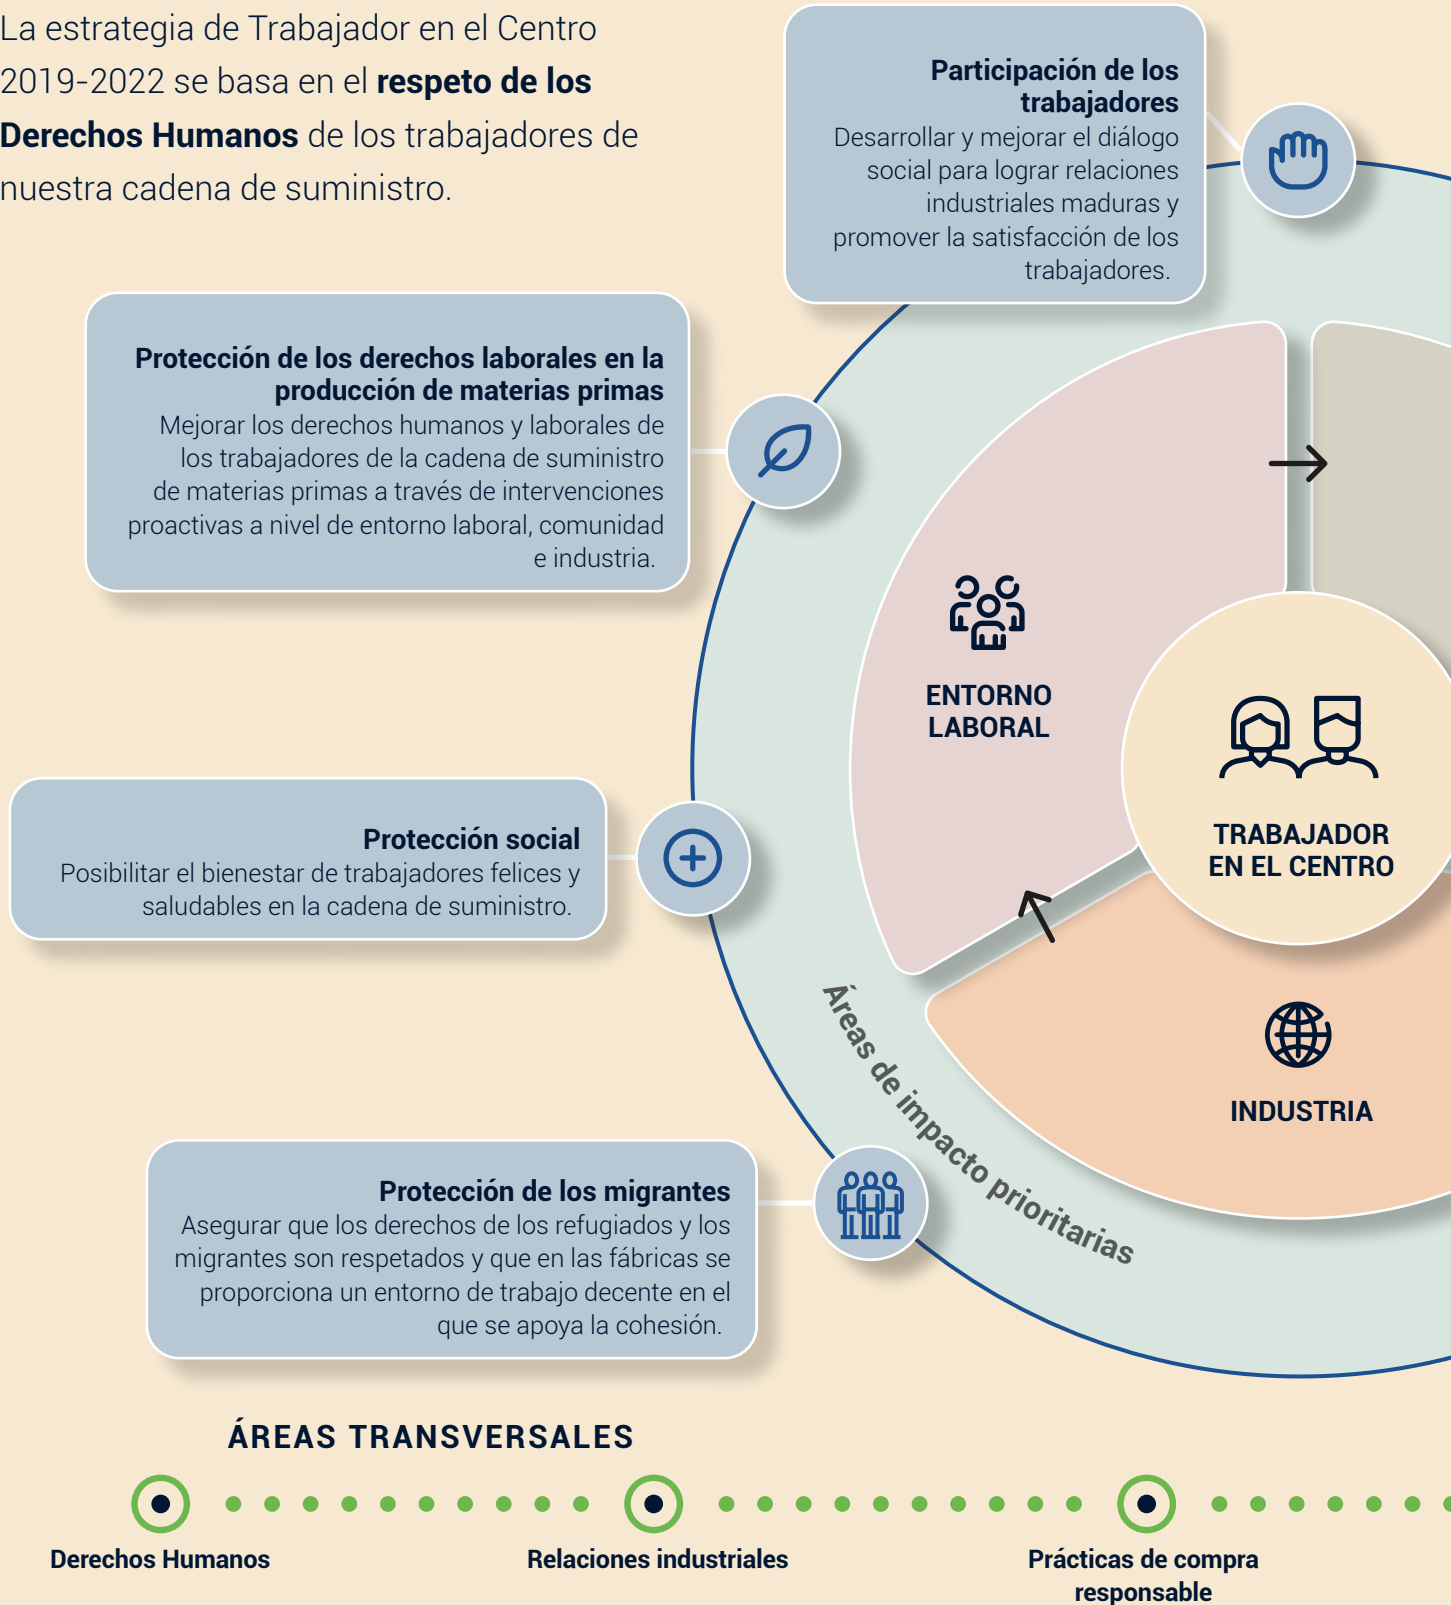 La estrategia de Trabajador en el Centro
2019-2022 se basa en el respeto de los
Derechos Humanos de los trabajadores de
nuestra cadena de suministro.
Participación de los
trabajadores
Desarrollar y mejorar el diálogo
social para lograr relaciones
industriales maduras y
promover la satisfacción de los
trabajadores.
Protección de los derechos laborales en la
producción de materias primas
Mejorar los derechos humanos y laborales de
los trabajadores de la cadena de suministro
de materias primas a través de intervenciones
proactivas a nivel de entorno laboral, comunidad
e industria.
ENTORNO
LABORAL
TRABAJADOR
EN EL CENTRO
Protección social
Posibilitar el bienestar de trabajadores felices y
saludables en la cadena de suministro.
INDUSTRIA
Áreas de impacto prioritarias
Protección de los migrantes
Asegurar que los derechos de los refugiados y los
migrantes son respetados y que en las fábricas se
proporciona un entorno de trabajo decente en el
que se apoya la cohesión.
ÁREAS TRANSVERSALES
Derechos Humanos
Relaciones industriales
Prácticas de compra
responsable